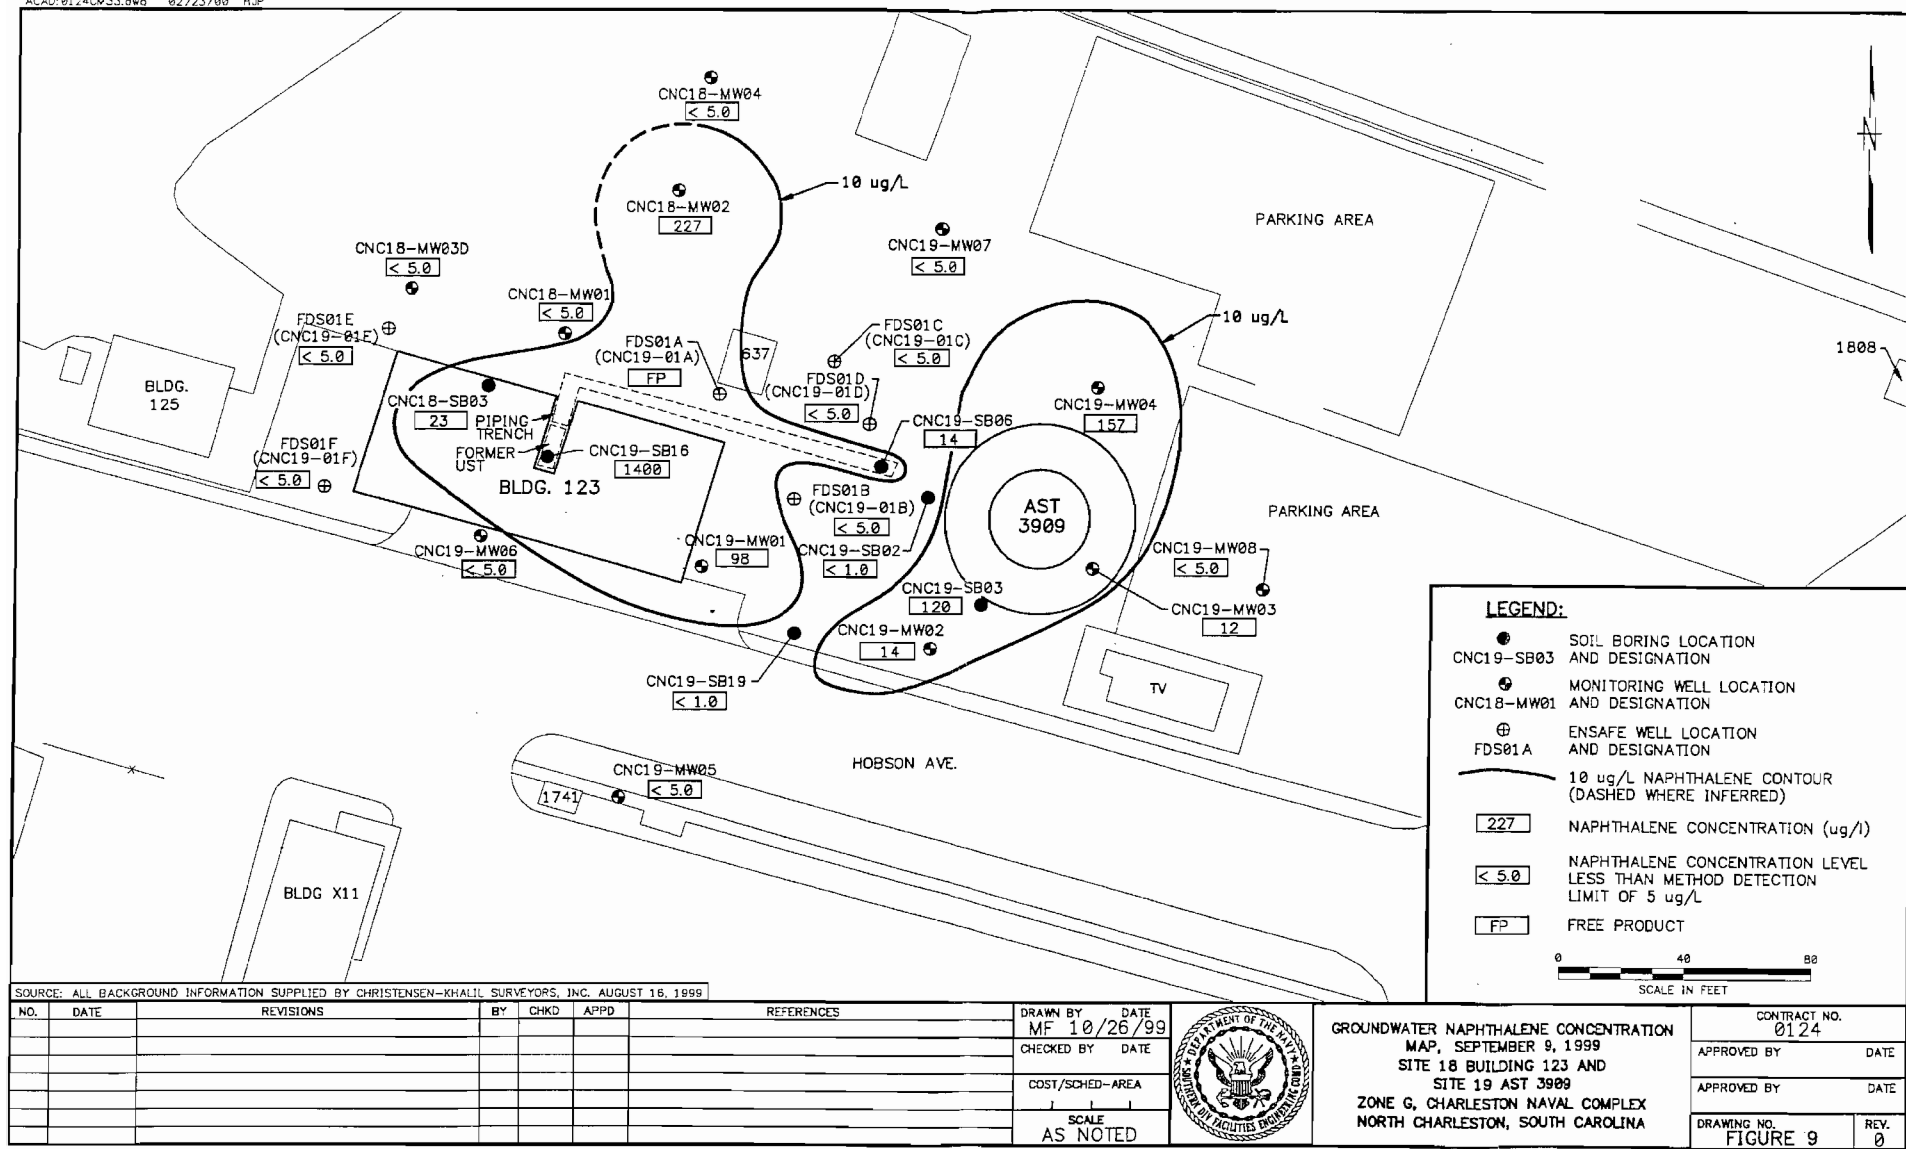 CNC18-MW04
< 5.0
10 ug/L
CNC18-MW02
227
PARKING AREA
CNC18-MW03D
< 5.0
CNC19-MW07
< 5.0
CNC18-MW01
< 5.0
10 ug/L
FDS01E
(CNC19-01E)
< 5.0
FDS01A
(CNC19-01A)
FP
637
FDS01C
(CNC19-01C)
< 5.0
1808
BLDG.
125
FDS01D
(CNC19-01D)
< 5.0
CNC18-SB03
23
PIPING
TRENCH
CNC19-SB06
14
CNC19-MW04
157
FDS01F
(CNC19-01F)
< 5.0
FORMER
UST
CNC19-SB16
1400
BLDG. 123
FDS01B
(CNC19-01B)
< 5.0
AST
3909
PARKING AREA
CNC19-MW06
< 5.0
CNC19-MW01
98
CNC19-SB02
< 1.0
CNC19-MW08
< 5.0
CNC19-SB03
120
CNC19-MW03
12
CNC19-MW02
14
CNC19-SB19
< 1.0
TV
HOBSON AVE.
CNC19-MW05
< 5.0
1741
BLDG X11
N
LEGEND:
CNC19-SB03
SOIL BORING LOCATION
AND DESIGNATION
CNC18-MW01
MONITORING WELL LOCATION
AND DESIGNATION
FDS01A
ENSAFE WELL LOCATION
AND DESIGNATION
10 ug/L NAPHTHALENE CONTOUR
(DASHED WHERE INFERRED)
227
NAPHTHALENE CONCENTRATION (ug/l)
< 5.0
NAPHTHALENE CONCENTRATION LEVEL
LESS THAN METHOD DETECTION
LIMIT OF 5 ug/L
FP
FREE PRODUCT
0 40 80
SCALE IN FEET
SOURCE: ALL BACKGROUND INFORMATION SUPPLIED BY CHRISTENSEN-KHALIL SURVEYORS, INC. AUGUST 16, 1999
NO. DATE REVISIONS BY CHKD APPD REFERENCES
DRAWN BY DATE
MF 10/26/99
CHECKED BY DATE
COST/SCHED-AREA
SCALE
AS NOTED
DEPARTMENT OF THE NAVY
SOUTHERN DIV FACILITIES ENGINEERING COMD
GROUNDWATER NAPHTHALENE CONCENTRATION
MAP, SEPTEMBER 9, 1999
SITE 18 BUILDING 123 AND
SITE 19 AST 3909
ZONE G, CHARLESTON NAVAL COMPLEX
NORTH CHARLESTON, SOUTH CAROLINA
CONTRACT NO.
0124
APPROVED BY DATE
APPROVED BY DATE
DRAWING NO.
FIGURE 9
REV.
0